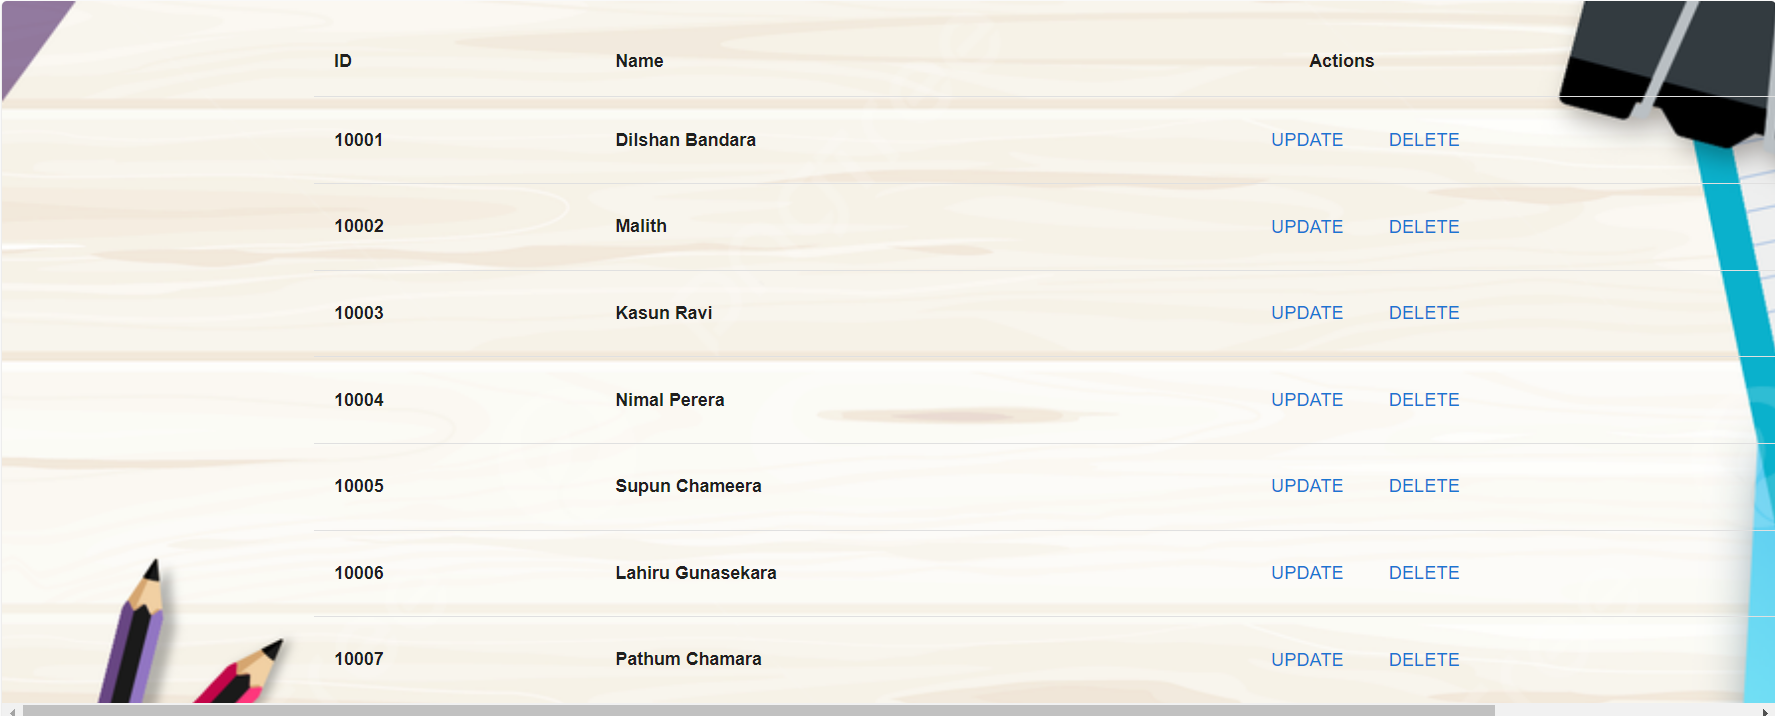 ID Name Actions
10001 Dilshan Bandara UPDATE DELETE
10002 Malith UPDATE DELETE
10003 Kasun Ravi UPDATE DELETE
10004 Nimal Perera UPDATE DELETE
10005 Supun Chameera UPDATE DELETE
10006 Lahiru Gunasekara UPDATE DELETE
10007 Pathum Chamara UPDATE DELETE